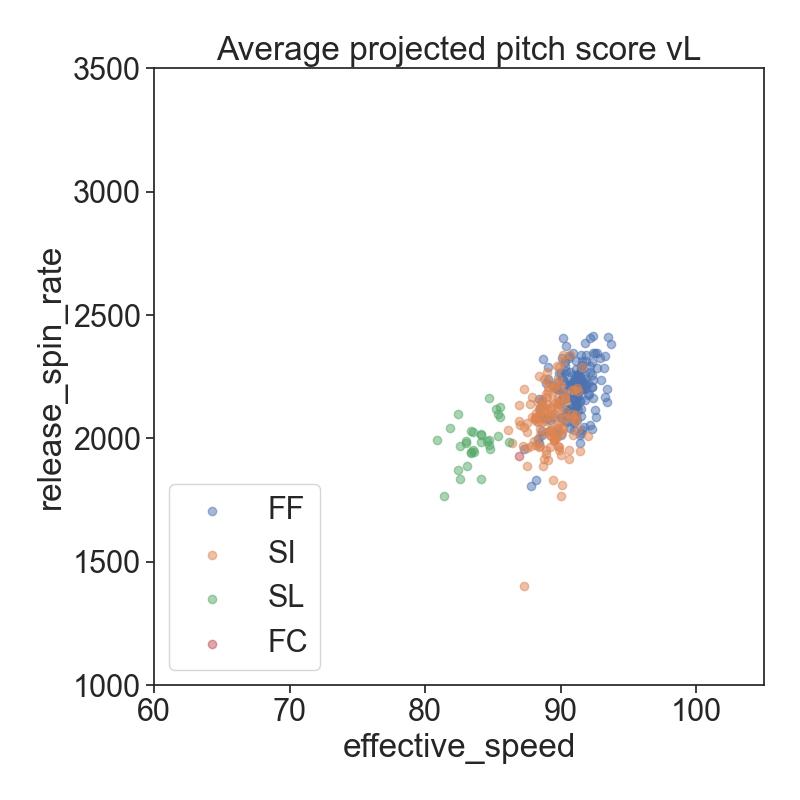 Average projected pitch score vL
release_spin_rate
3500
3000
2500
2000
1500
1000
FF
SI
SL
FC
60
70
80
90
100
effective_speed